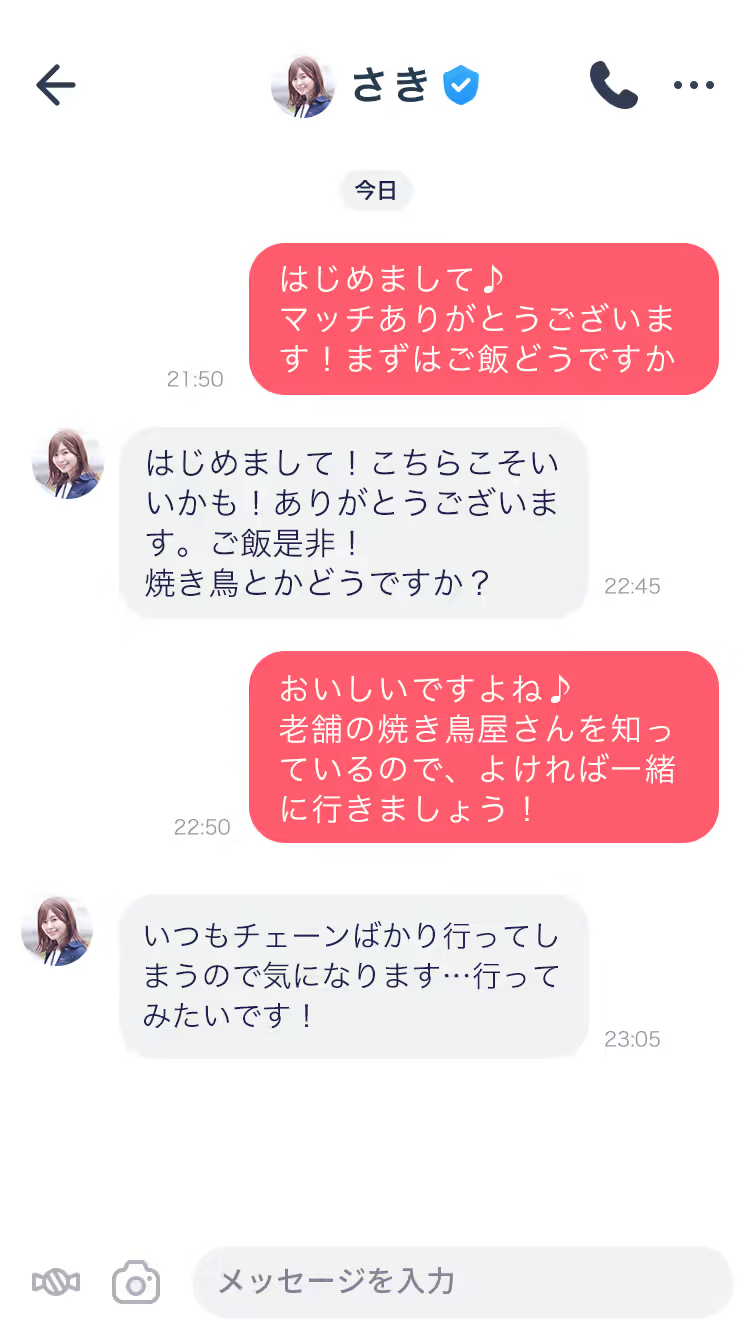 さき
今日
はじめまして♪
マッチありがとうございま
す！まずはご飯どうですか
21:50
はじめまして！こちらこそい
いかも！ありがとうございま
す。ご飯是非！
焼き鳥とかどうですか？
22:45
おいしいですよね♪
老舗の焼き鳥屋さんを知っ
ているので、よければ一緒
に行きましょう！
22:50
いつもチェーンばかり行ってし
まうので気になります…行って
みたいです！
23:05
メッセージを入力